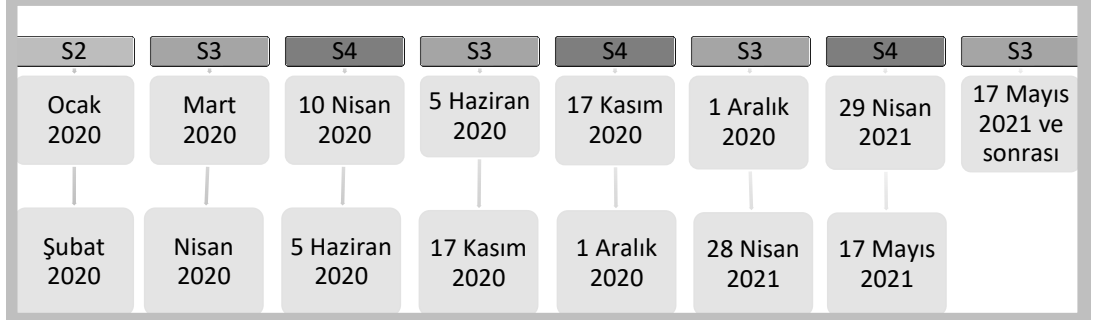 S2 S3 S4 S3 S4 S3 S4 S3
Ocak
2020
Mart
2020
10 Nisan
2020
5 Haziran
2020
17 Kasım
2020
1 Aralık
2020
29 Nisan
2021
17 Mayıs
2021 ve
sonrası
Şubat
2020
Nisan
2020
5 Haziran
2020
17 Kasım
2020
1 Aralık
2020
28 Nisan
2021
17 Mayıs
2021